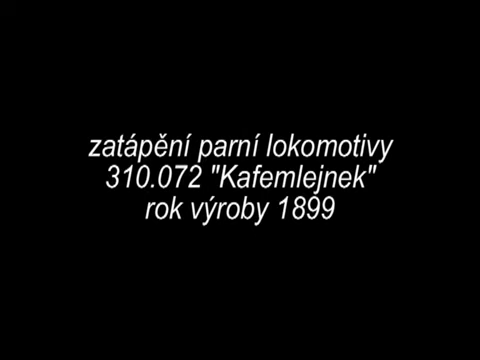 zatápění parní lokomotivy
310.072 "Kafemlejnek"
rok výroby 1899